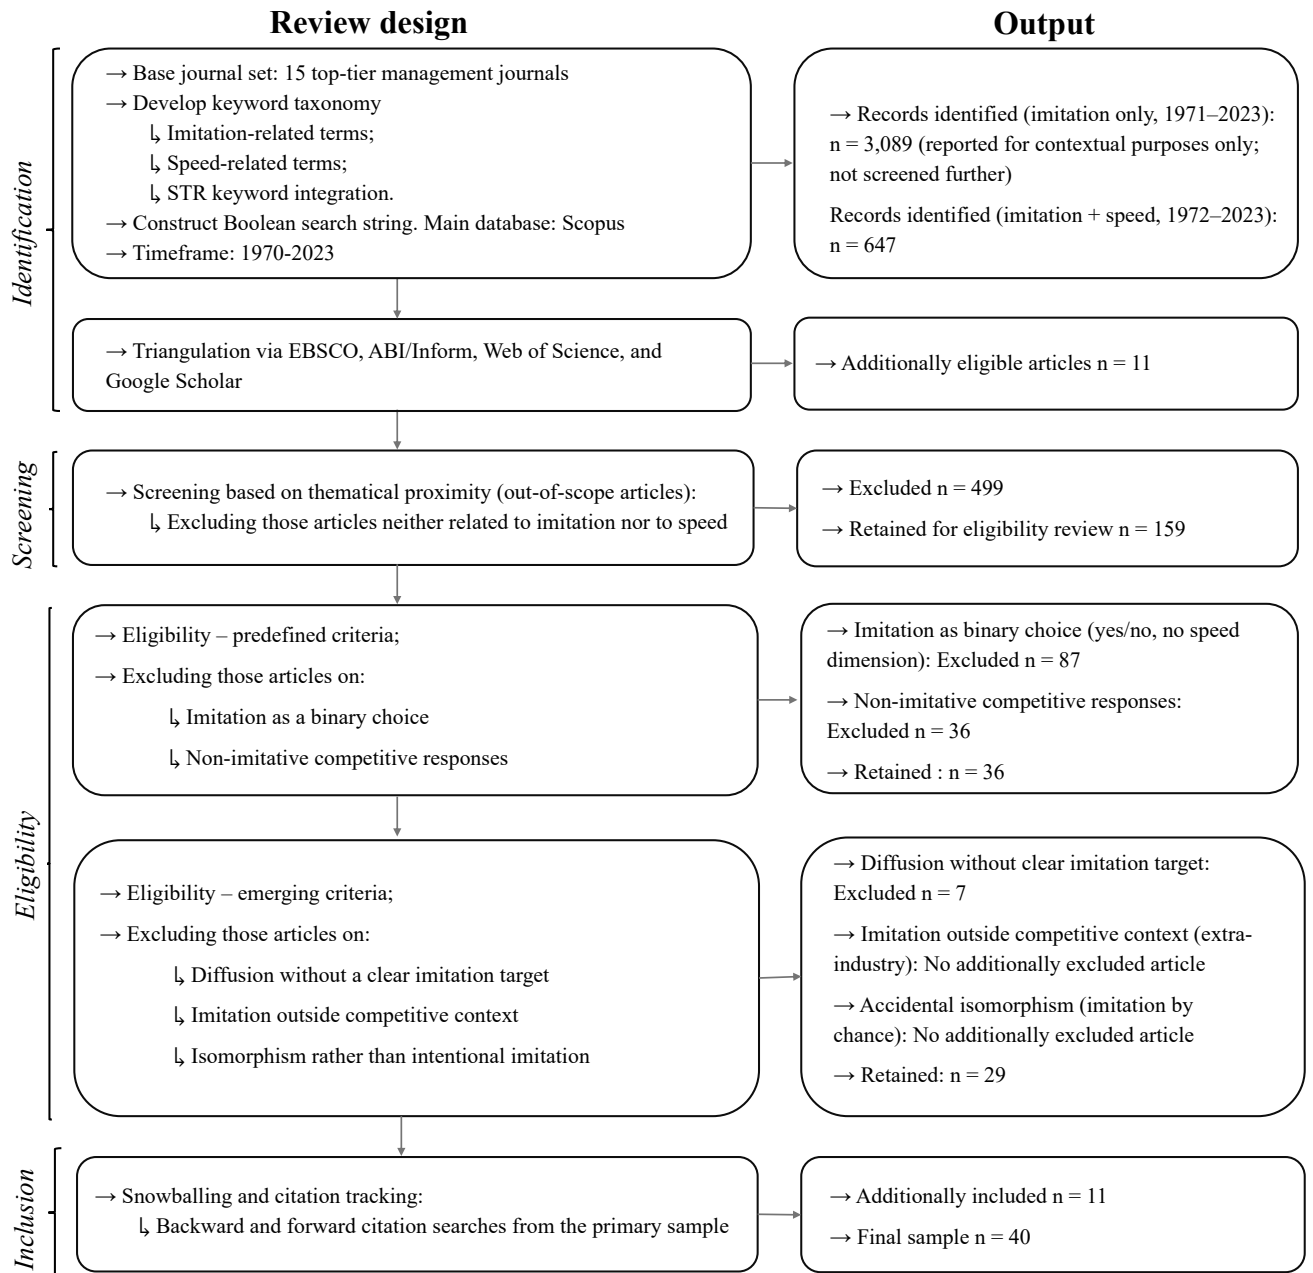 Review design
Output
Identification
→ Base journal set: 15 top-tier management journals
→ Develop keyword taxonomy
↳ Imitation-related terms;
↳ Speed-related terms;
↳ STR keyword integration.
→ Construct Boolean search string. Main database: Scopus
→ Timeframe: 1970-2023
→ Records identified (imitation only, 1971–2023):
n = 3,089 (reported for contextual purposes only;
not screened further)
Records identified (imitation + speed, 1972–2023):
n = 647
→ Triangulation via EBSCO, ABI/Inform, Web of Science, and
Google Scholar
→ Additionally eligible articles n = 11
Screening
→ Screening based on thematical proximity (out-of-scope articles):
↳ Excluding those articles neither related to imitation nor to speed
→ Excluded n = 499
→ Retained for eligibility review n = 159
Eligibility
→ Eligibility – predefined criteria;
→ Excluding those articles on:
↳ Imitation as a binary choice
↳ Non-imitative competitive responses
→ Imitation as binary choice (yes/no, no speed
dimension): Excluded n = 87
→ Non-imitative competitive responses:
Excluded n = 36
→ Retained : n = 36
→ Eligibility – emerging criteria;
→ Excluding those articles on:
↳ Diffusion without a clear imitation target
↳ Imitation outside competitive context
↳ Isomorphism rather than intentional imitation
→ Diffusion without clear imitation target:
Excluded n = 7
→ Imitation outside competitive context (extra-
industry): No additionally excluded article
→ Accidental isomorphism (imitation by
chance): No additionally excluded article
→ Retained: n = 29
Inclusion
→ Snowballing and citation tracking:
↳ Backward and forward citation searches from the primary sample
→ Additionally included n = 11
→ Final sample n = 40